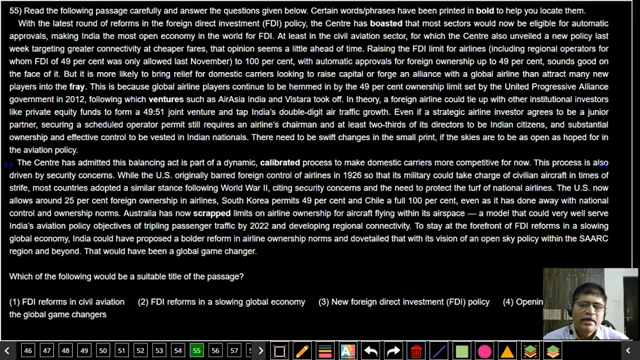 55) Read the following passage carefully and answer the questions given below. Certain words/phrases have been printed in bold to help you locate them.
With the latest round of reforms in the foreign direct investment (FDI) policy, the Centre has boasted that most sectors would now be eligible for automatic
approvals, making India the most open economy in the world for FDI. At least in the civil aviation sector, for which the Centre also unveiled a new policy last
week targeting greater connectivity at cheaper fares, that opinion seems a little ahead of time. Raising the FDI limit for airlines (including regional operators for
whom FDI of 49 per cent was only allowed last November) to 100 per cent, with automatic approvals for foreign ownership up to 49 per cent, sounds good on
the face of it. But it is more likely to bring relief for domestic carriers looking to raise capital or forge an alliance with a global airline than attract many new
players into the fray. This is because global airline players continue to be hemmed in by the 49 per cent ownership limit set by the United Progressive Alliance
government in 2012, following which ventures such as AirAsia India and Vistara took off. In theory, a foreign airline could tie up with other institutional investors
like private equity funds to form a 49:51 joint venture and tap India's double-digit air traffic growth. Even if a strategic airline investor agrees to be a junior
partner, securing a scheduled operator permit still requires an airline's chairman and at least two thirds of its directors to be Indian citizens, and substantial
ownership and effective control to be vested in Indian nationals. There need to be swift changes in the small print, if the skies are to be as open as hoped for in
the aviation policy.
The Centre has admitted this balancing act is part of a dynamic, calibrated process to make domestic carriers more competitive for now. This process is also
driven by security concerns. While the U.S. originally barred foreign control of airlines in 1926 so that its military could take charge of civilian aircraft in times of
strife, most countries adopted a similar stance following World War II, citing security concerns and the need to protect the turf of national airlines. The U.S. now
allows around 25 per cent foreign ownership in airlines, South Korea permits 49 per cent and Chile a full 100 per cent, even as it has done away with national
control and ownership norms. Australia has now scrapped limits on airline ownership for aircraft flying within its airspace — a model that could very well serve
India's aviation policy objectives of tripling passenger traffic by 2022 and developing regional connectivity. To stay at the forefront of FDI reforms in a slowing
global economy, India could have proposed a bolder reform in airline ownership norms and dovetailed that with its vision of an open sky policy within the SAARC
region and beyond. That would have been a global game changer.
Which of the following would be a suitable title of the passage?
(1) FDI reforms in civil aviation (2) FDI reforms in a slowing global economy (3) New foreign direct investment (FDI) policy (4) Openin
the global game changers
46 47 48 49 50 51 52 53 54 55 56 57 58